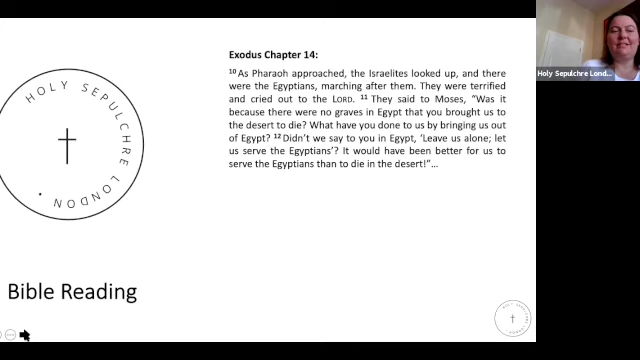 Exodus Chapter 14:
10 As Pharaoh approached, the Israelites looked up, and there
were the Egyptians, marching after them. They were terrified
and cried out to the LORD. 11 They said to Moses, “Was it
because there were no graves in Egypt that you brought us to
the desert to die? What have you done to us by bringing us out
of Egypt? 12 Didn’t we say to you in Egypt, ‘Leave us alone; let
us serve the Egyptians’? It would have been better for us to
serve the Egyptians than to die in the desert!”…
HOLY SEPULCHRE LONDON •
Bible Reading
Holy Sepulchre Lond...